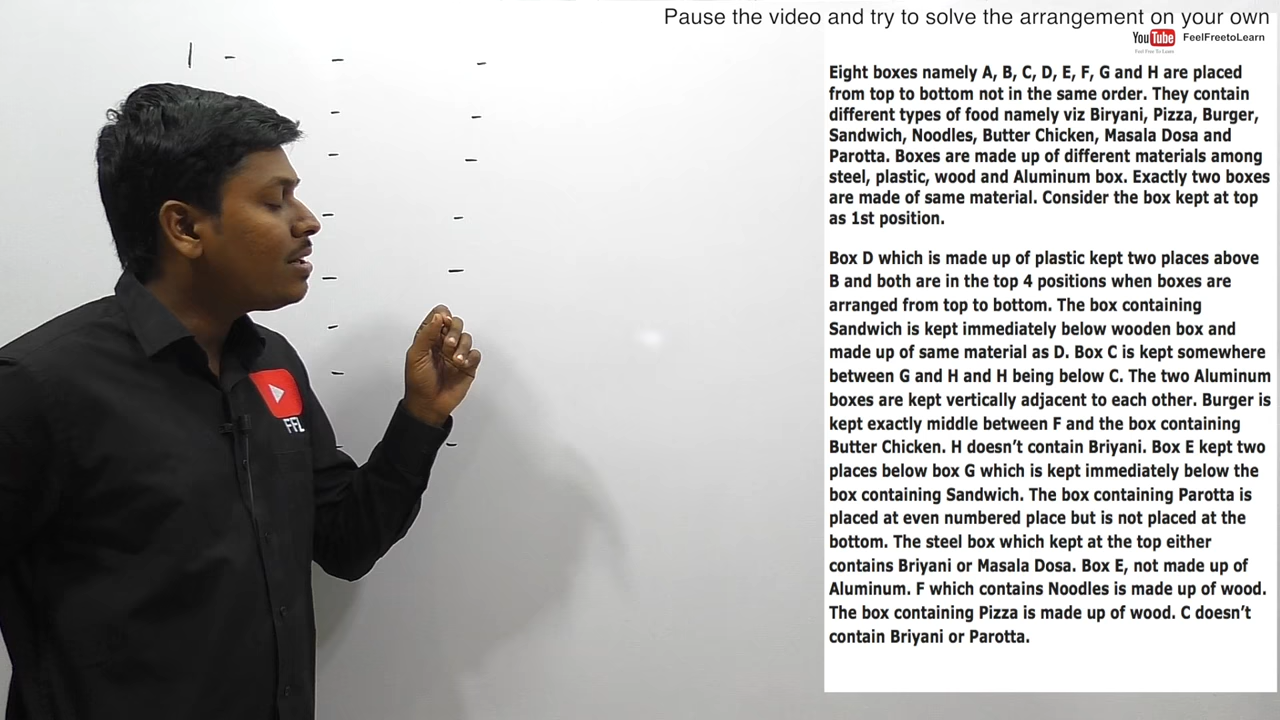 Pause the video and try to solve the arrangement on your own
YouTube FeelFreetoLearn
Feel Free To Learn
Eight boxes namely A, B, C, D, E, F, G and H are placed
from top to bottom not in the same order. They contain
different types of food namely viz Biryani, Pizza, Burger,
Sandwich, Noodles, Butter Chicken, Masala Dosa and
Parotta. Boxes are made up of different materials among
steel, plastic, wood and Aluminum box. Exactly two boxes
are made of same material. Consider the box kept at top
as 1st position.
Box D which is made up of plastic kept two places above
B and both are in the top 4 positions when boxes are
arranged from top to bottom. The box containing
Sandwich is kept immediately below wooden box and
made up of same material as D. Box C is kept somewhere
between G and H and H being below C. The two Aluminum
boxes are kept vertically adjacent to each other. Burger is
kept exactly middle between F and the box containing
Butter Chicken. H doesn’t contain Briyani. Box E kept two
places below box G which is kept immediately below the
box containing Sandwich. The box containing Parotta is
placed at even numbered place but is not placed at the
bottom. The steel box which kept at the top either
contains Briyani or Masala Dosa. Box E, not made up of
Aluminum. F which contains Noodles is made up of wood.
The box containing Pizza is made up of wood. C doesn’t
contain Briyani or Parotta.
1 -
FFL